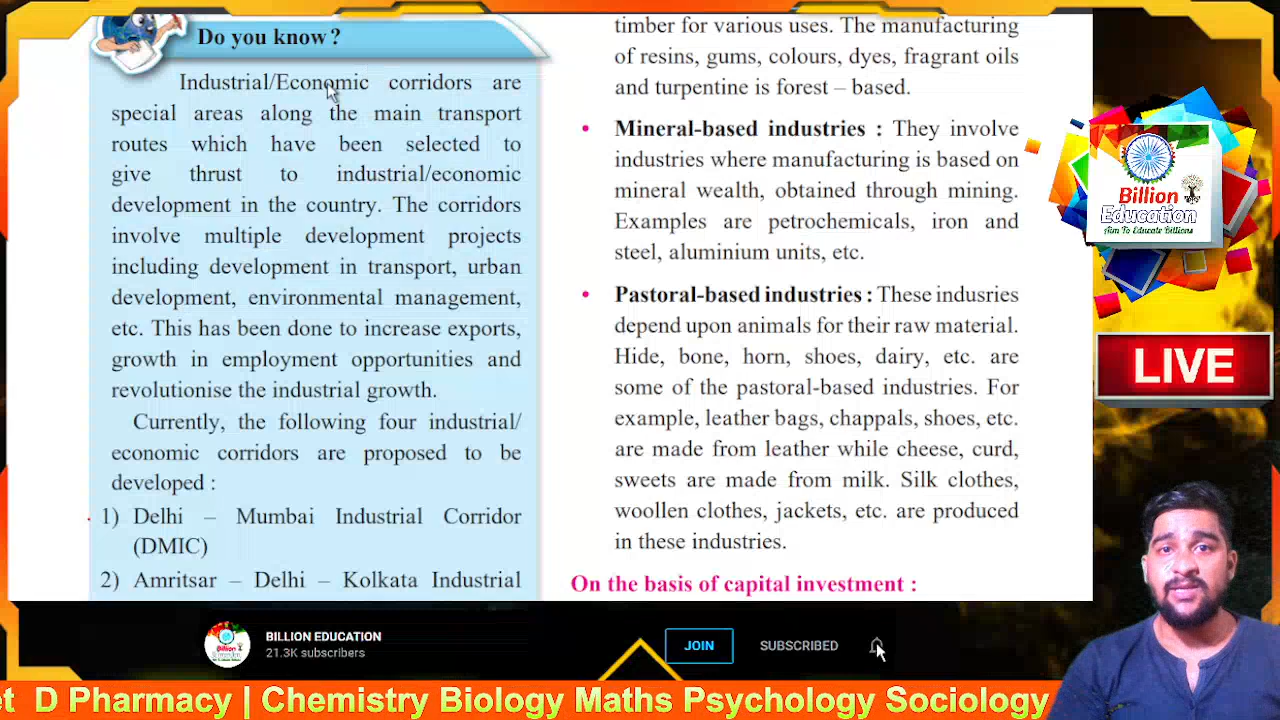 Do you know?
Industrial/Economic corridors are
special areas along the main transport
routes which have been selected to
give thrust to industrial/economic
development in the country. The corridors
involve multiple development projects
including development in transport, urban
development, environmental management,
etc. This has been done to increase exports,
growth in employment opportunities and
revolutionise the industrial growth.
Currently, the following four industrial/
economic corridors are proposed to be
developed :
1) Delhi – Mumbai Industrial Corridor
(DMIC)
2) Amritsar – Delhi – Kolkata Industrial
timber for various uses. The manufacturing
of resins, gums, colours, dyes, fragrant oils
and turpentine is forest – based.
• Mineral-based industries : They involve
industries where manufacturing is based on
mineral wealth, obtained through mining.
Examples are petrochemicals, iron and
steel, aluminium units, etc.
• Pastoral-based industries : These indusries
depend upon animals for their raw material.
Hide, bone, horn, shoes, dairy, etc. are
some of the pastoral-based industries. For
example, leather bags, chappals, shoes, etc.
are made from leather while cheese, curd,
sweets are made from milk. Silk clothes,
woollen clothes, jackets, etc. are produced
in these industries.
On the basis of capital investment :
Billion
Education
Aim To Educate Billions
LIVE
BILLION EDUCATION
21.3K subscribers
JOIN
SUBSCRIBED
et D Pharmacy | Chemistry Biology Maths Psychology Sociology